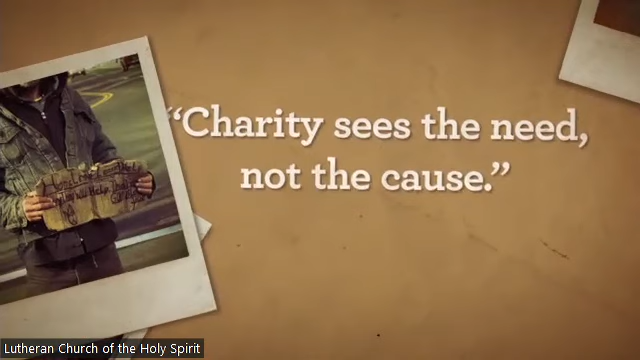 “Charity sees the need,
not the cause.”
Lutheran Church of the Holy Spirit